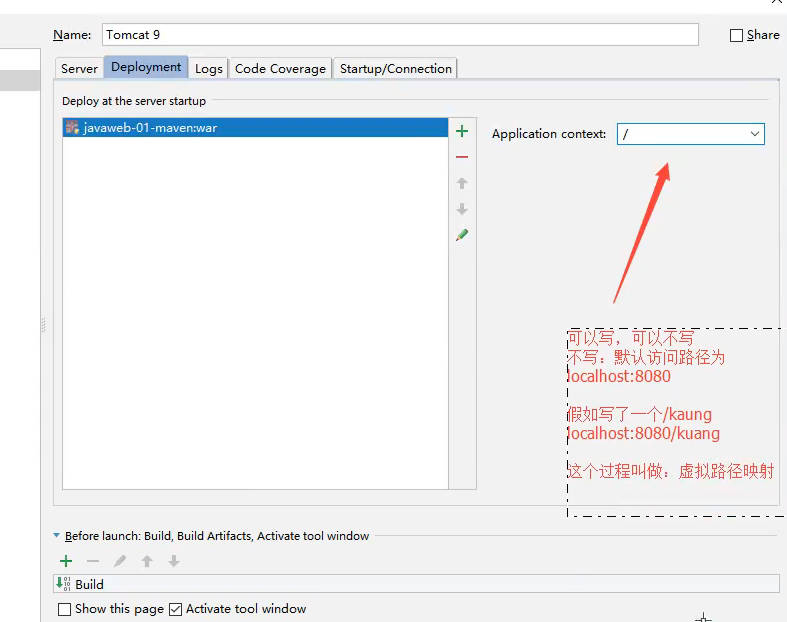 Name: Tomcat 9 Share
Server Deployment Logs Code Coverage Startup/Connection
Deploy at the server startup
javaweb-01-maven:war
Application context: /
可以写，可以不写
不写：默认访问路径为
localhost:8080
假如写了一个/kaung
localhost:8080/kuang
这个过程叫做：虚拟路径映射
Before launch: Build, Build Artifacts, Activate tool window
Build
Show this page Activate tool window